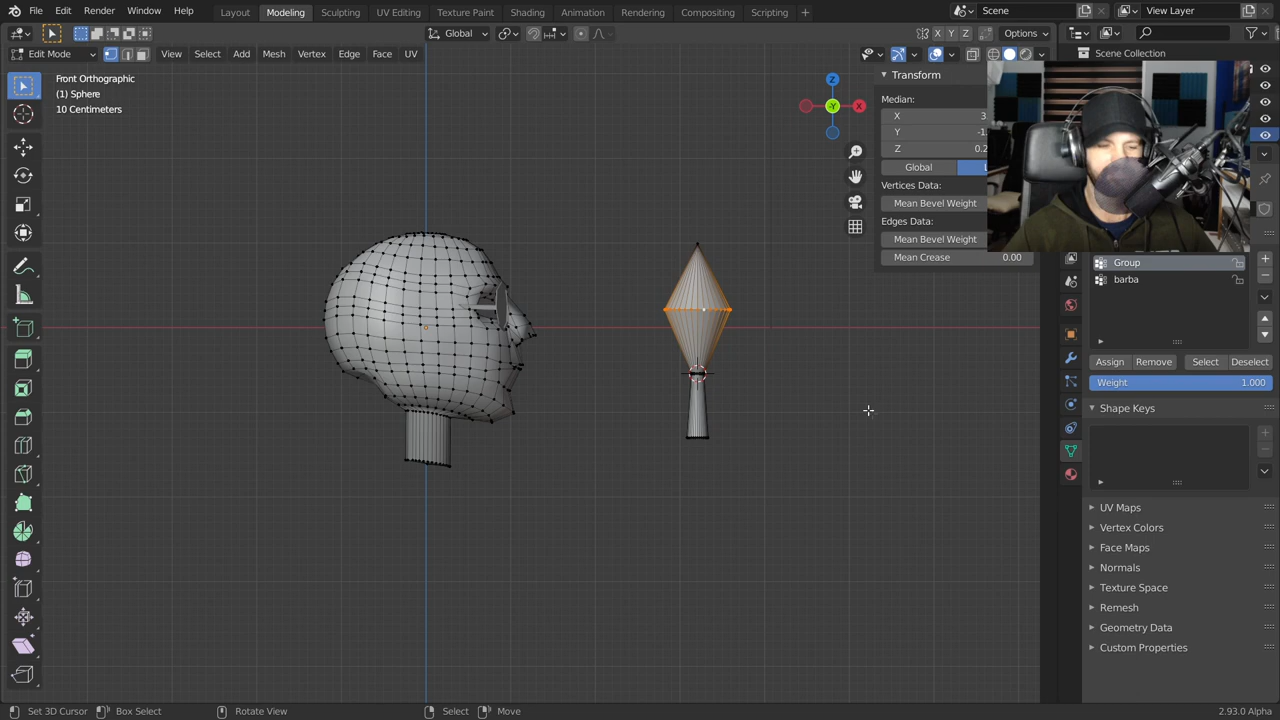 File Edit Render Window Help Layout Modeling Sculpting UV Editing Texture Paint Shading Animation Rendering Compositing Scripting + Scene View Layer
Global Options
Edit Mode View Select Add Mesh Vertex Edge Face UV X Y Z Scene Collection
Front Orthographic
(1) Sphere
10 Centimeters
Z
X
-Y
Transform
Median:
X 3
Y -1.
Z 0.2
Global L
Vertices Data:
Mean Bevel Weight
Edges Data:
Mean Bevel Weight
Mean Crease 0.00
Group
barba
Assign Remove Select Deselect
Weight 1.000
Shape Keys
UV Maps
Vertex Colors
Face Maps
Normals
Texture Space
Remesh
Geometry Data
Custom Properties
Set 3D Cursor Box Select Rotate View Select Move 2.93.0 Alpha